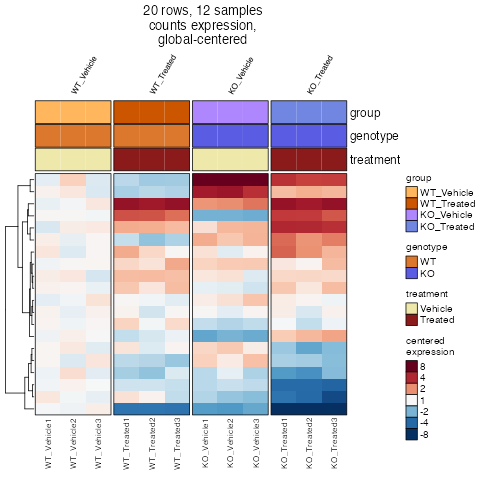 20 rows, 12 samples
counts expression,
global-centered
WT_Vehicle
WT_Treated
KO_Vehicle
KO_Treated
group
genotype
treatment
group
WT_Vehicle
WT_Treated
KO_Vehicle
KO_Treated
genotype
WT
KO
treatment
Vehicle
Treated
centered
expression
8
4
2
1
-2
-4
-8
WT_Vehicle1
WT_Vehicle2
WT_Vehicle3
WT_Treated1
WT_Treated2
WT_Treated3
KO_Vehicle1
KO_Vehicle2
KO_Vehicle3
KO_Treated1
KO_Treated2
KO_Treated3